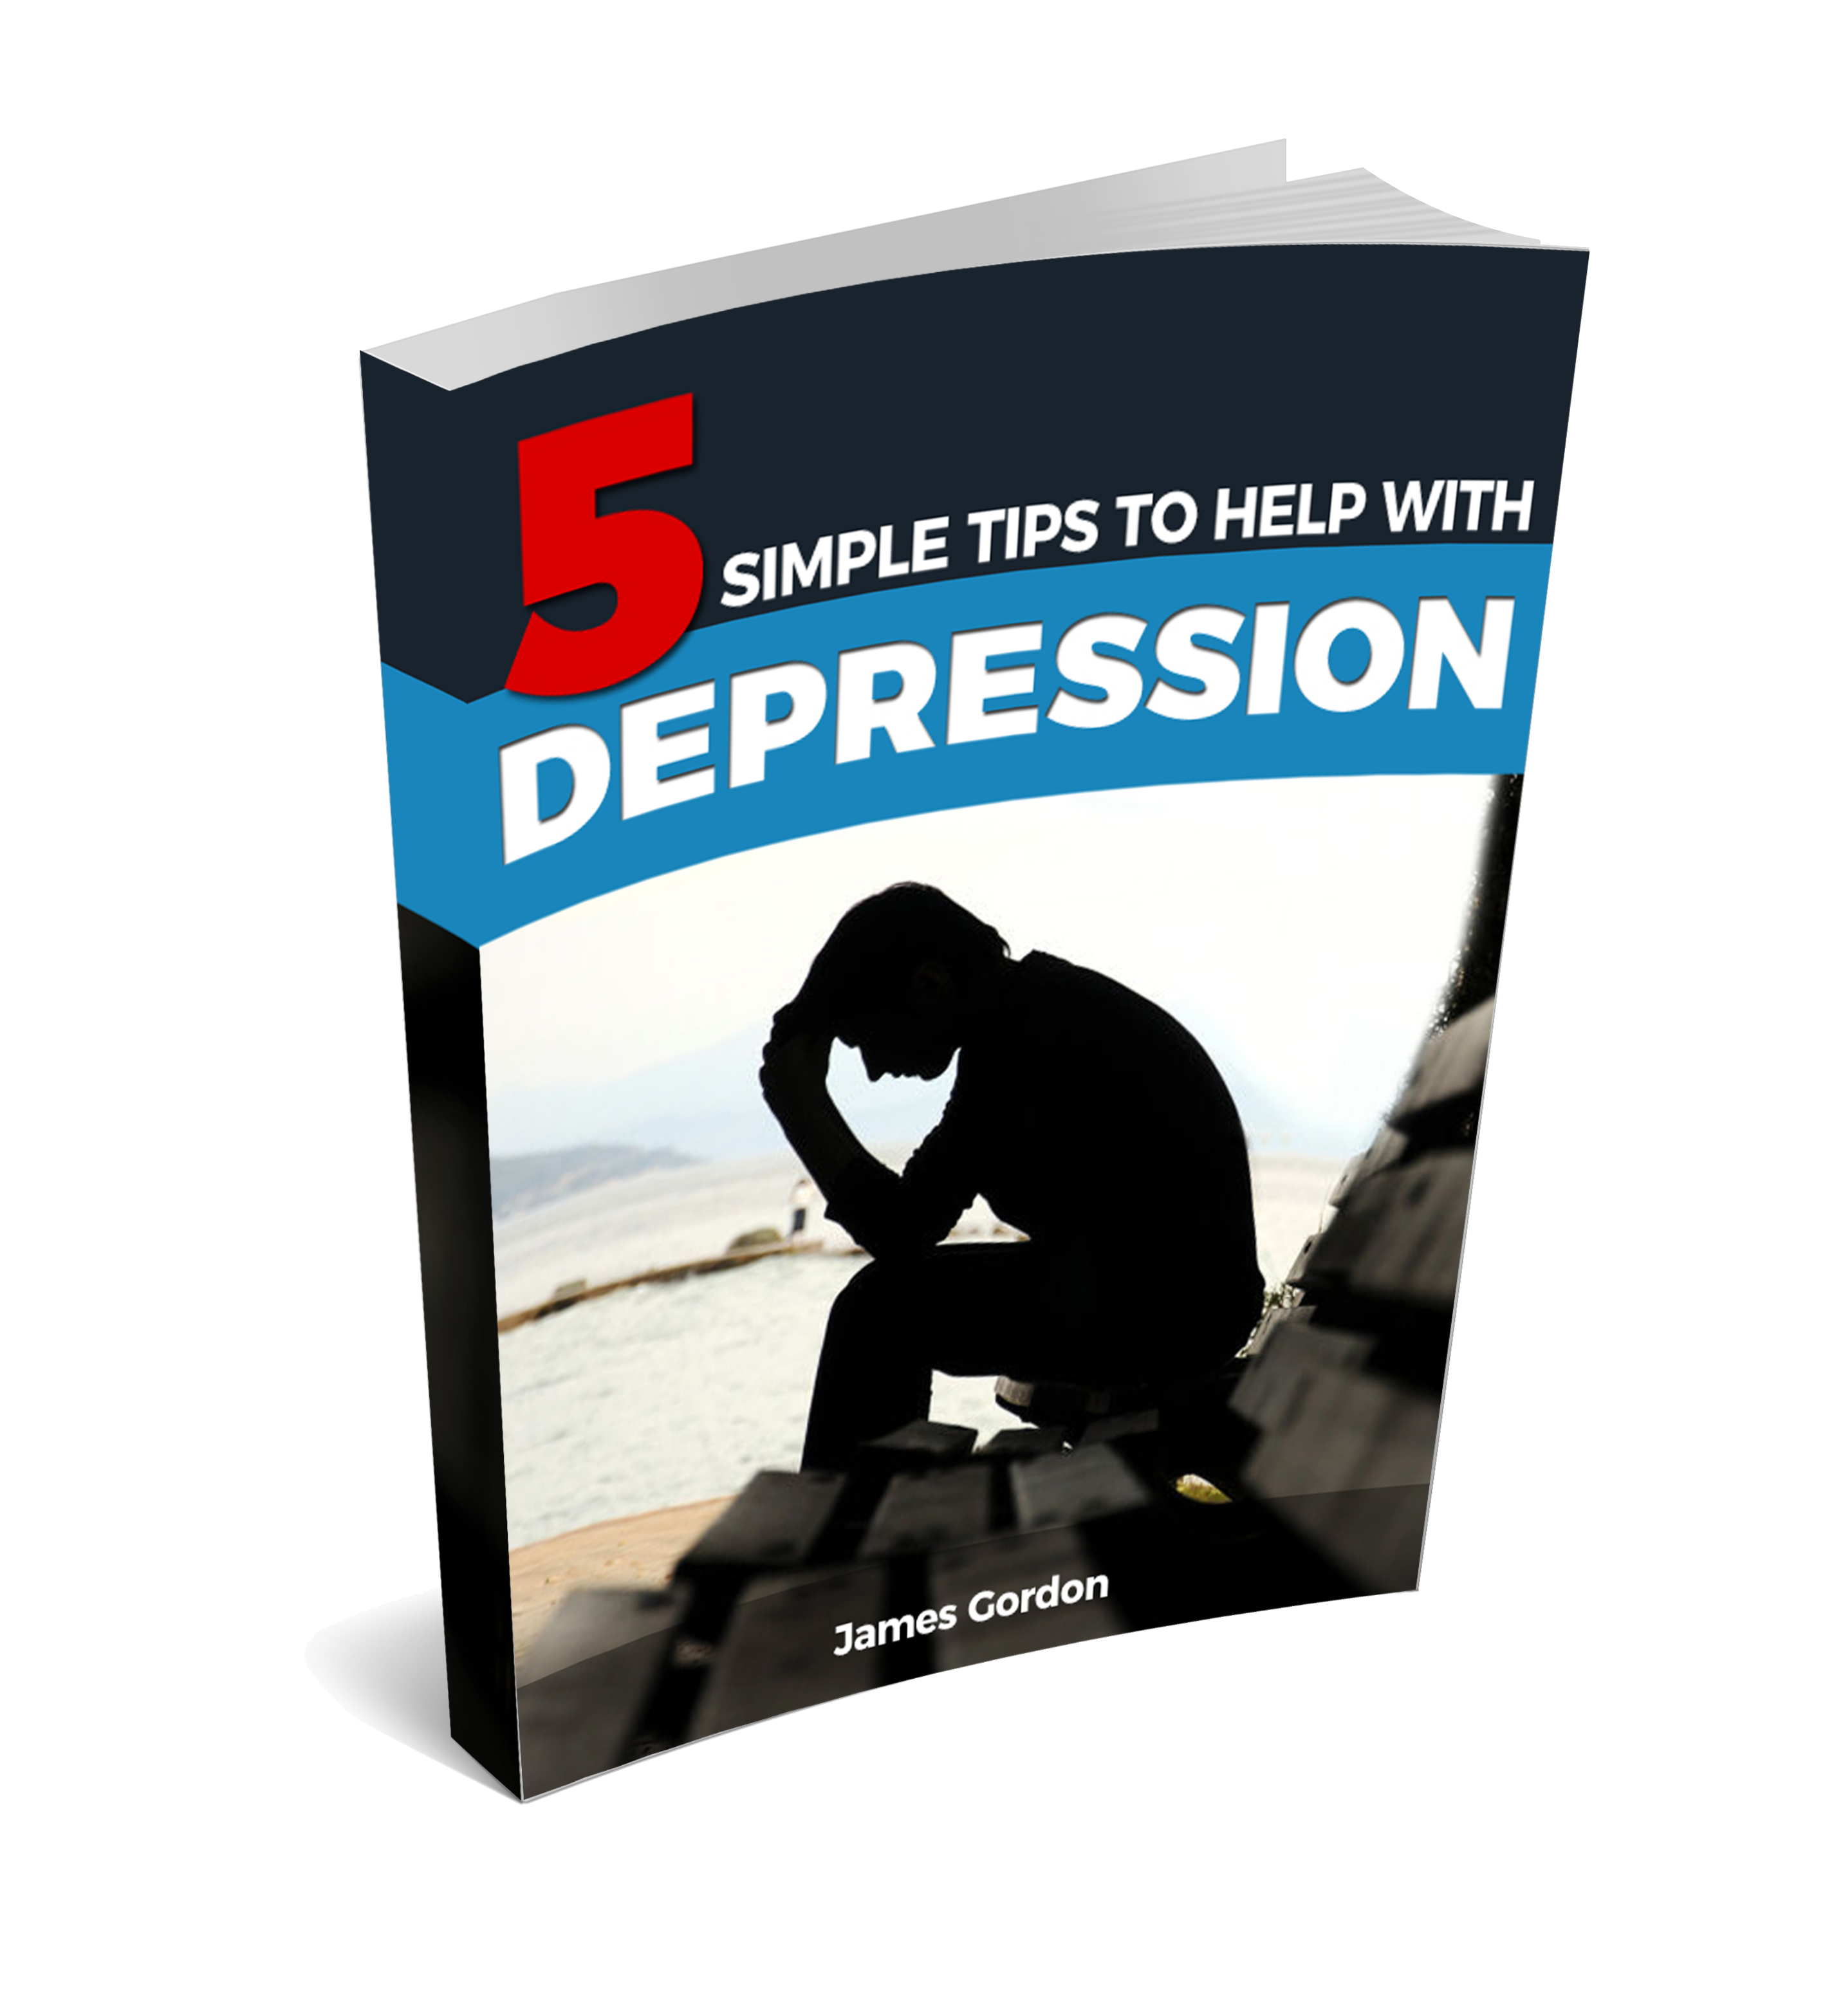 5 SIMPLE TIPS TO HELP WITH
DEPRESSION
James Gordon